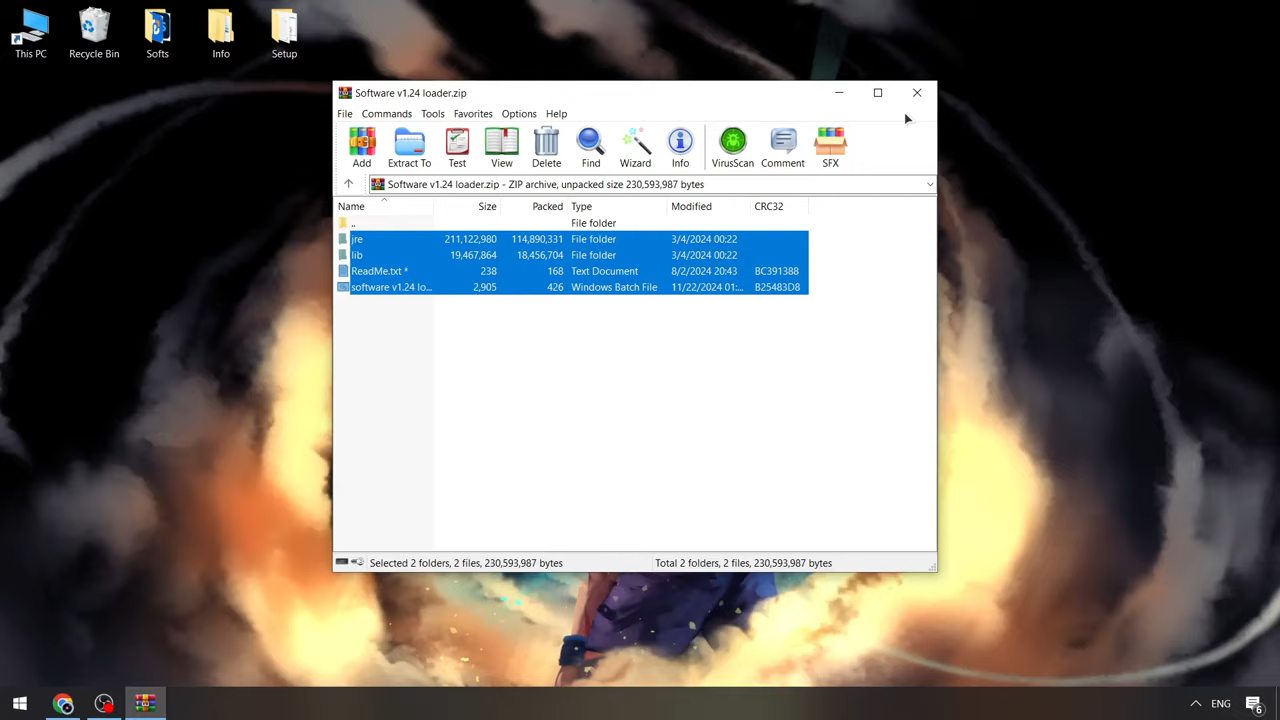 This PC
Recycle Bin
Softs
Info
Setup
Software v1.24 loader.zip
File Commands Tools Favorites Options Help
Add Extract To Test View Delete Find Wizard Info VirusScan Comment SFX
Software v1.24 loader.zip - ZIP archive, unpacked size 230,593,987 bytes
Name Size Packed Type Modified CRC32
.. File folder
jre 211,122,980 114,890,331 File folder 3/4/2024 00:22
lib 19,467,864 18,456,704 File folder 3/4/2024 00:22
ReadMe.txt * 238 168 Text Document 8/2/2024 20:43 BC391388
software v1.24 lo... 2,905 426 Windows Batch File 11/22/2024 01:... B25483D8
Selected 2 folders, 2 files, 230,593,987 bytes
Total 2 folders, 2 files, 230,593,987 bytes
ENG
6